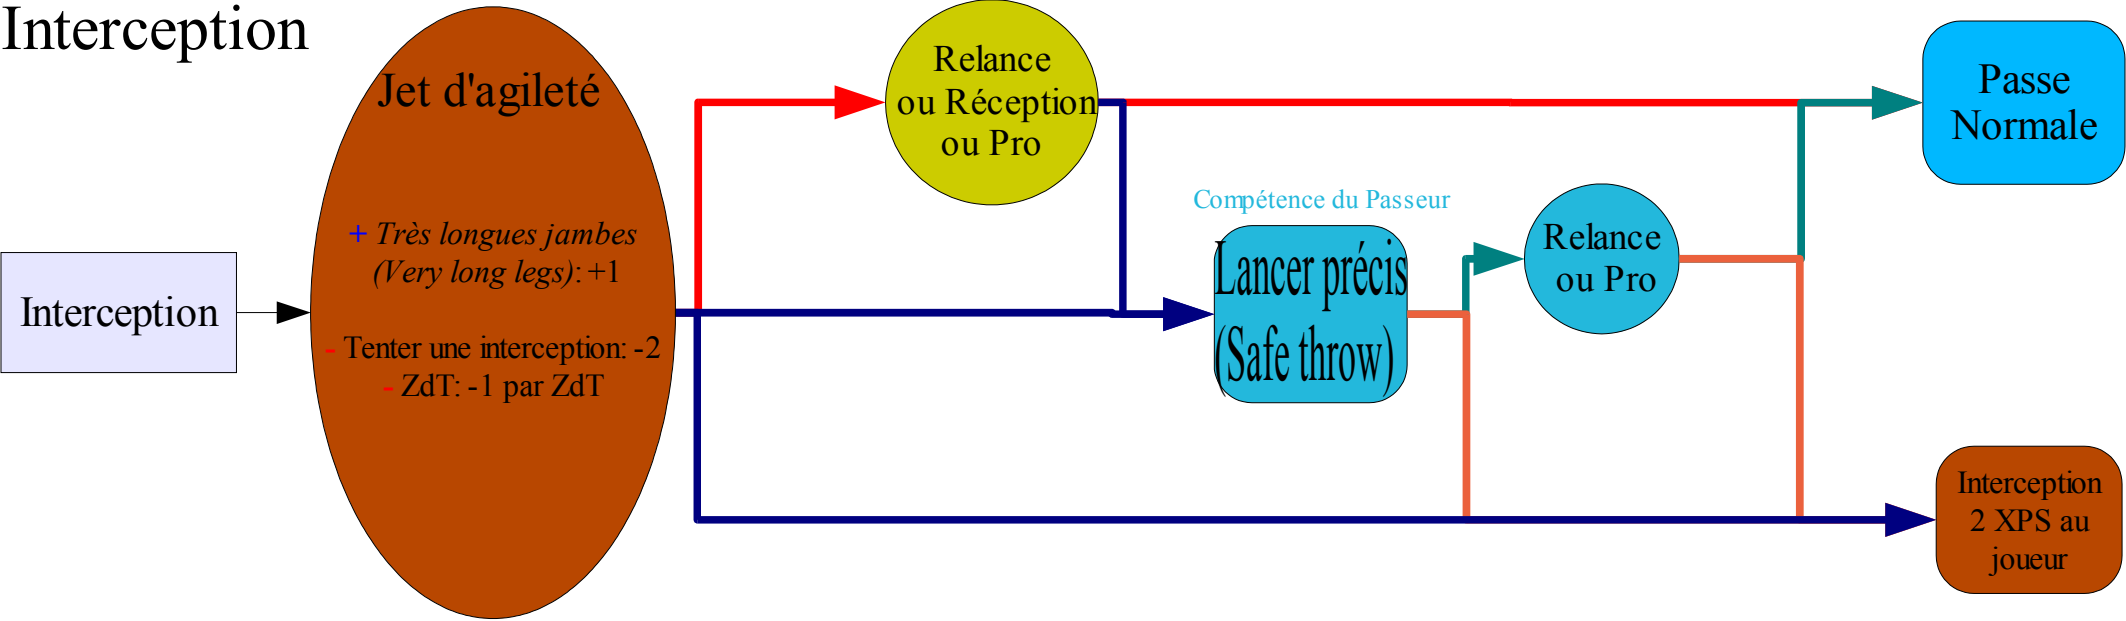 Interception
Interception
Jet d'agileté
+ Très longues jambes
(Very long legs): +1
- Tenter une interception: -2
- ZdT: -1 par ZdT
Relance
ou Réception
ou Pro
Compétence du Passeur
Lancer précis
(Safe throw)
Relance
ou Pro
Passe
Normale
Interception
2 XPS au
joueur